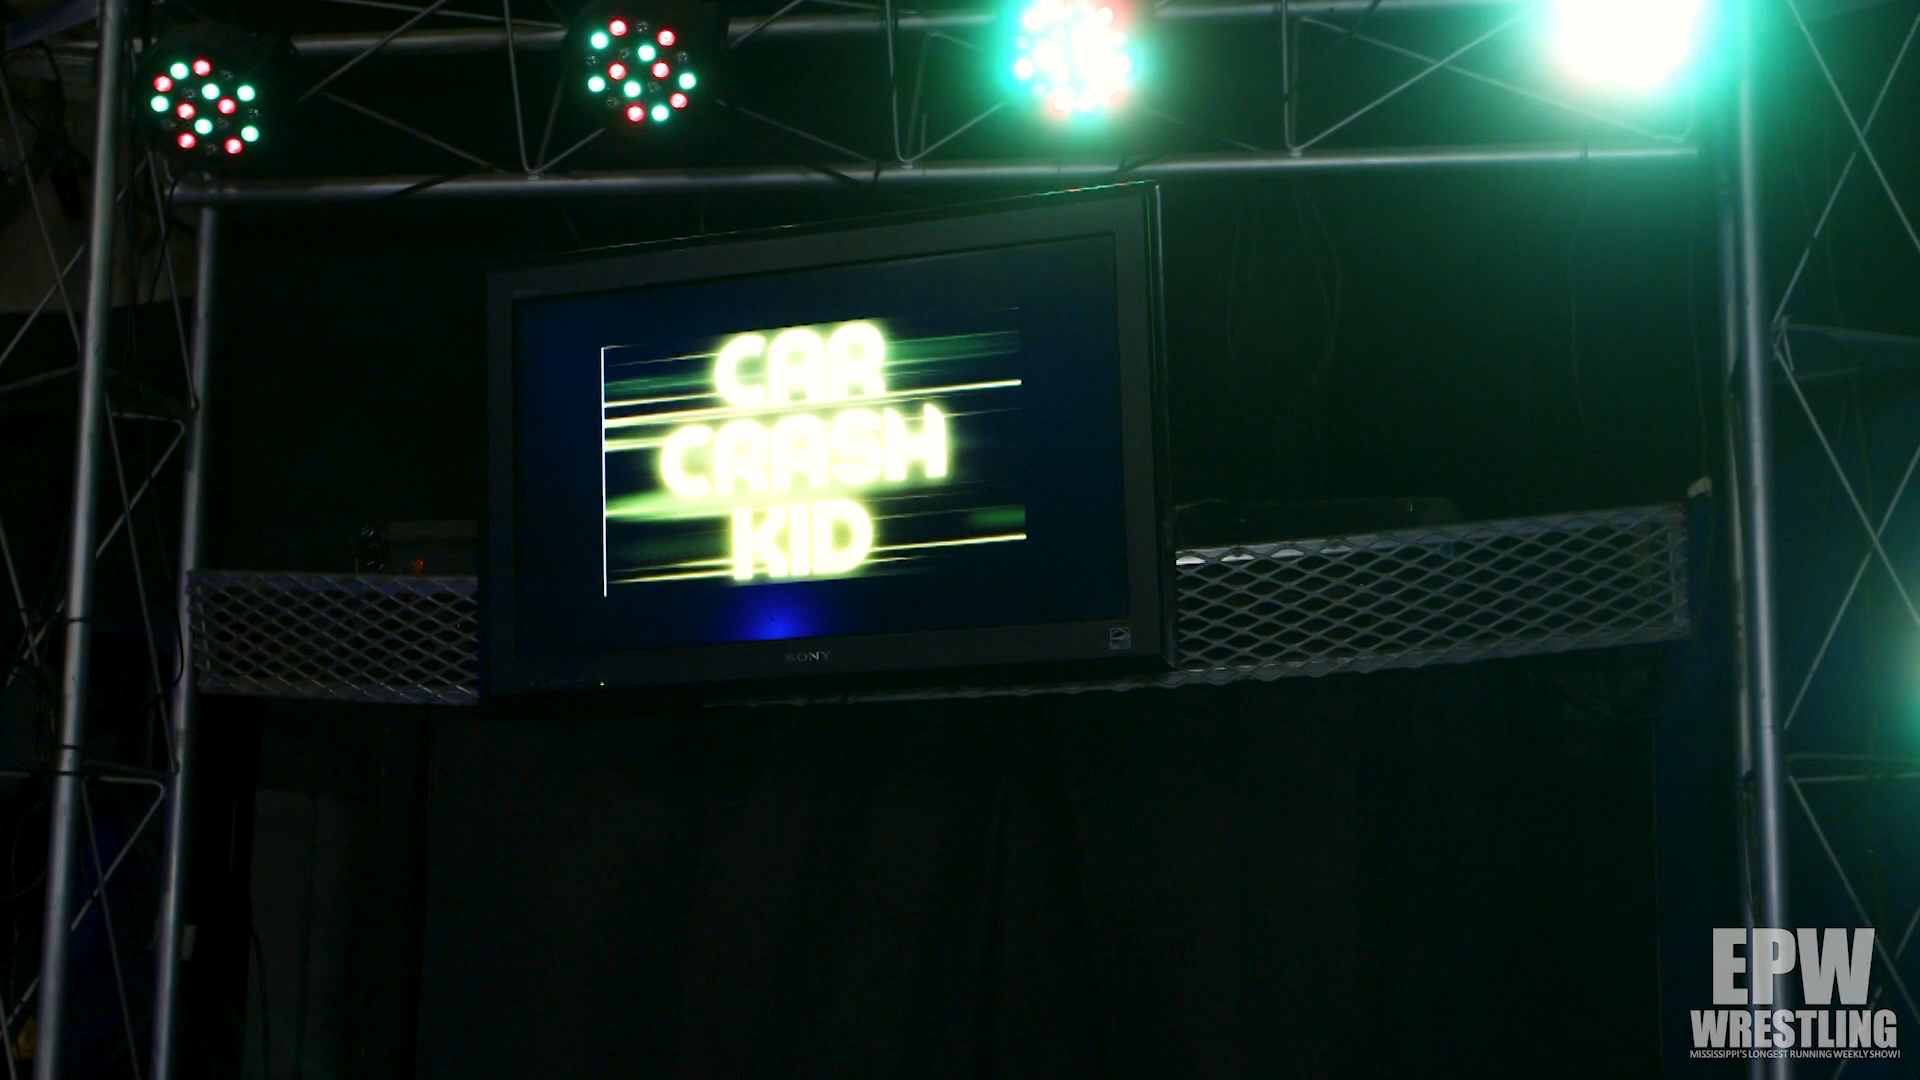 CAR
CRASH
KID
SONY
EPW
WRESTLING
MISSISSIPPI'S LONGEST RUNNING WEEKLY SHOW!